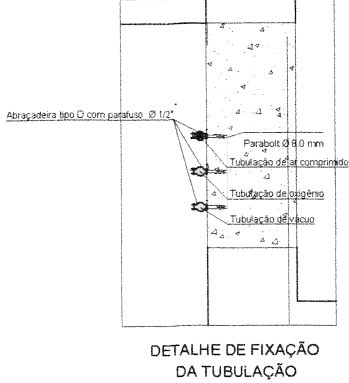 Abraçadeira tipo D com parafuso Ø 1/2"
Parabolt Ø 8.0 mm
Tubulação de ar comprimido
Tubulação de oxigênio
Tubulação de vácuo
DETALHE DE FIXAÇÃO
DA TUBULAÇÃO